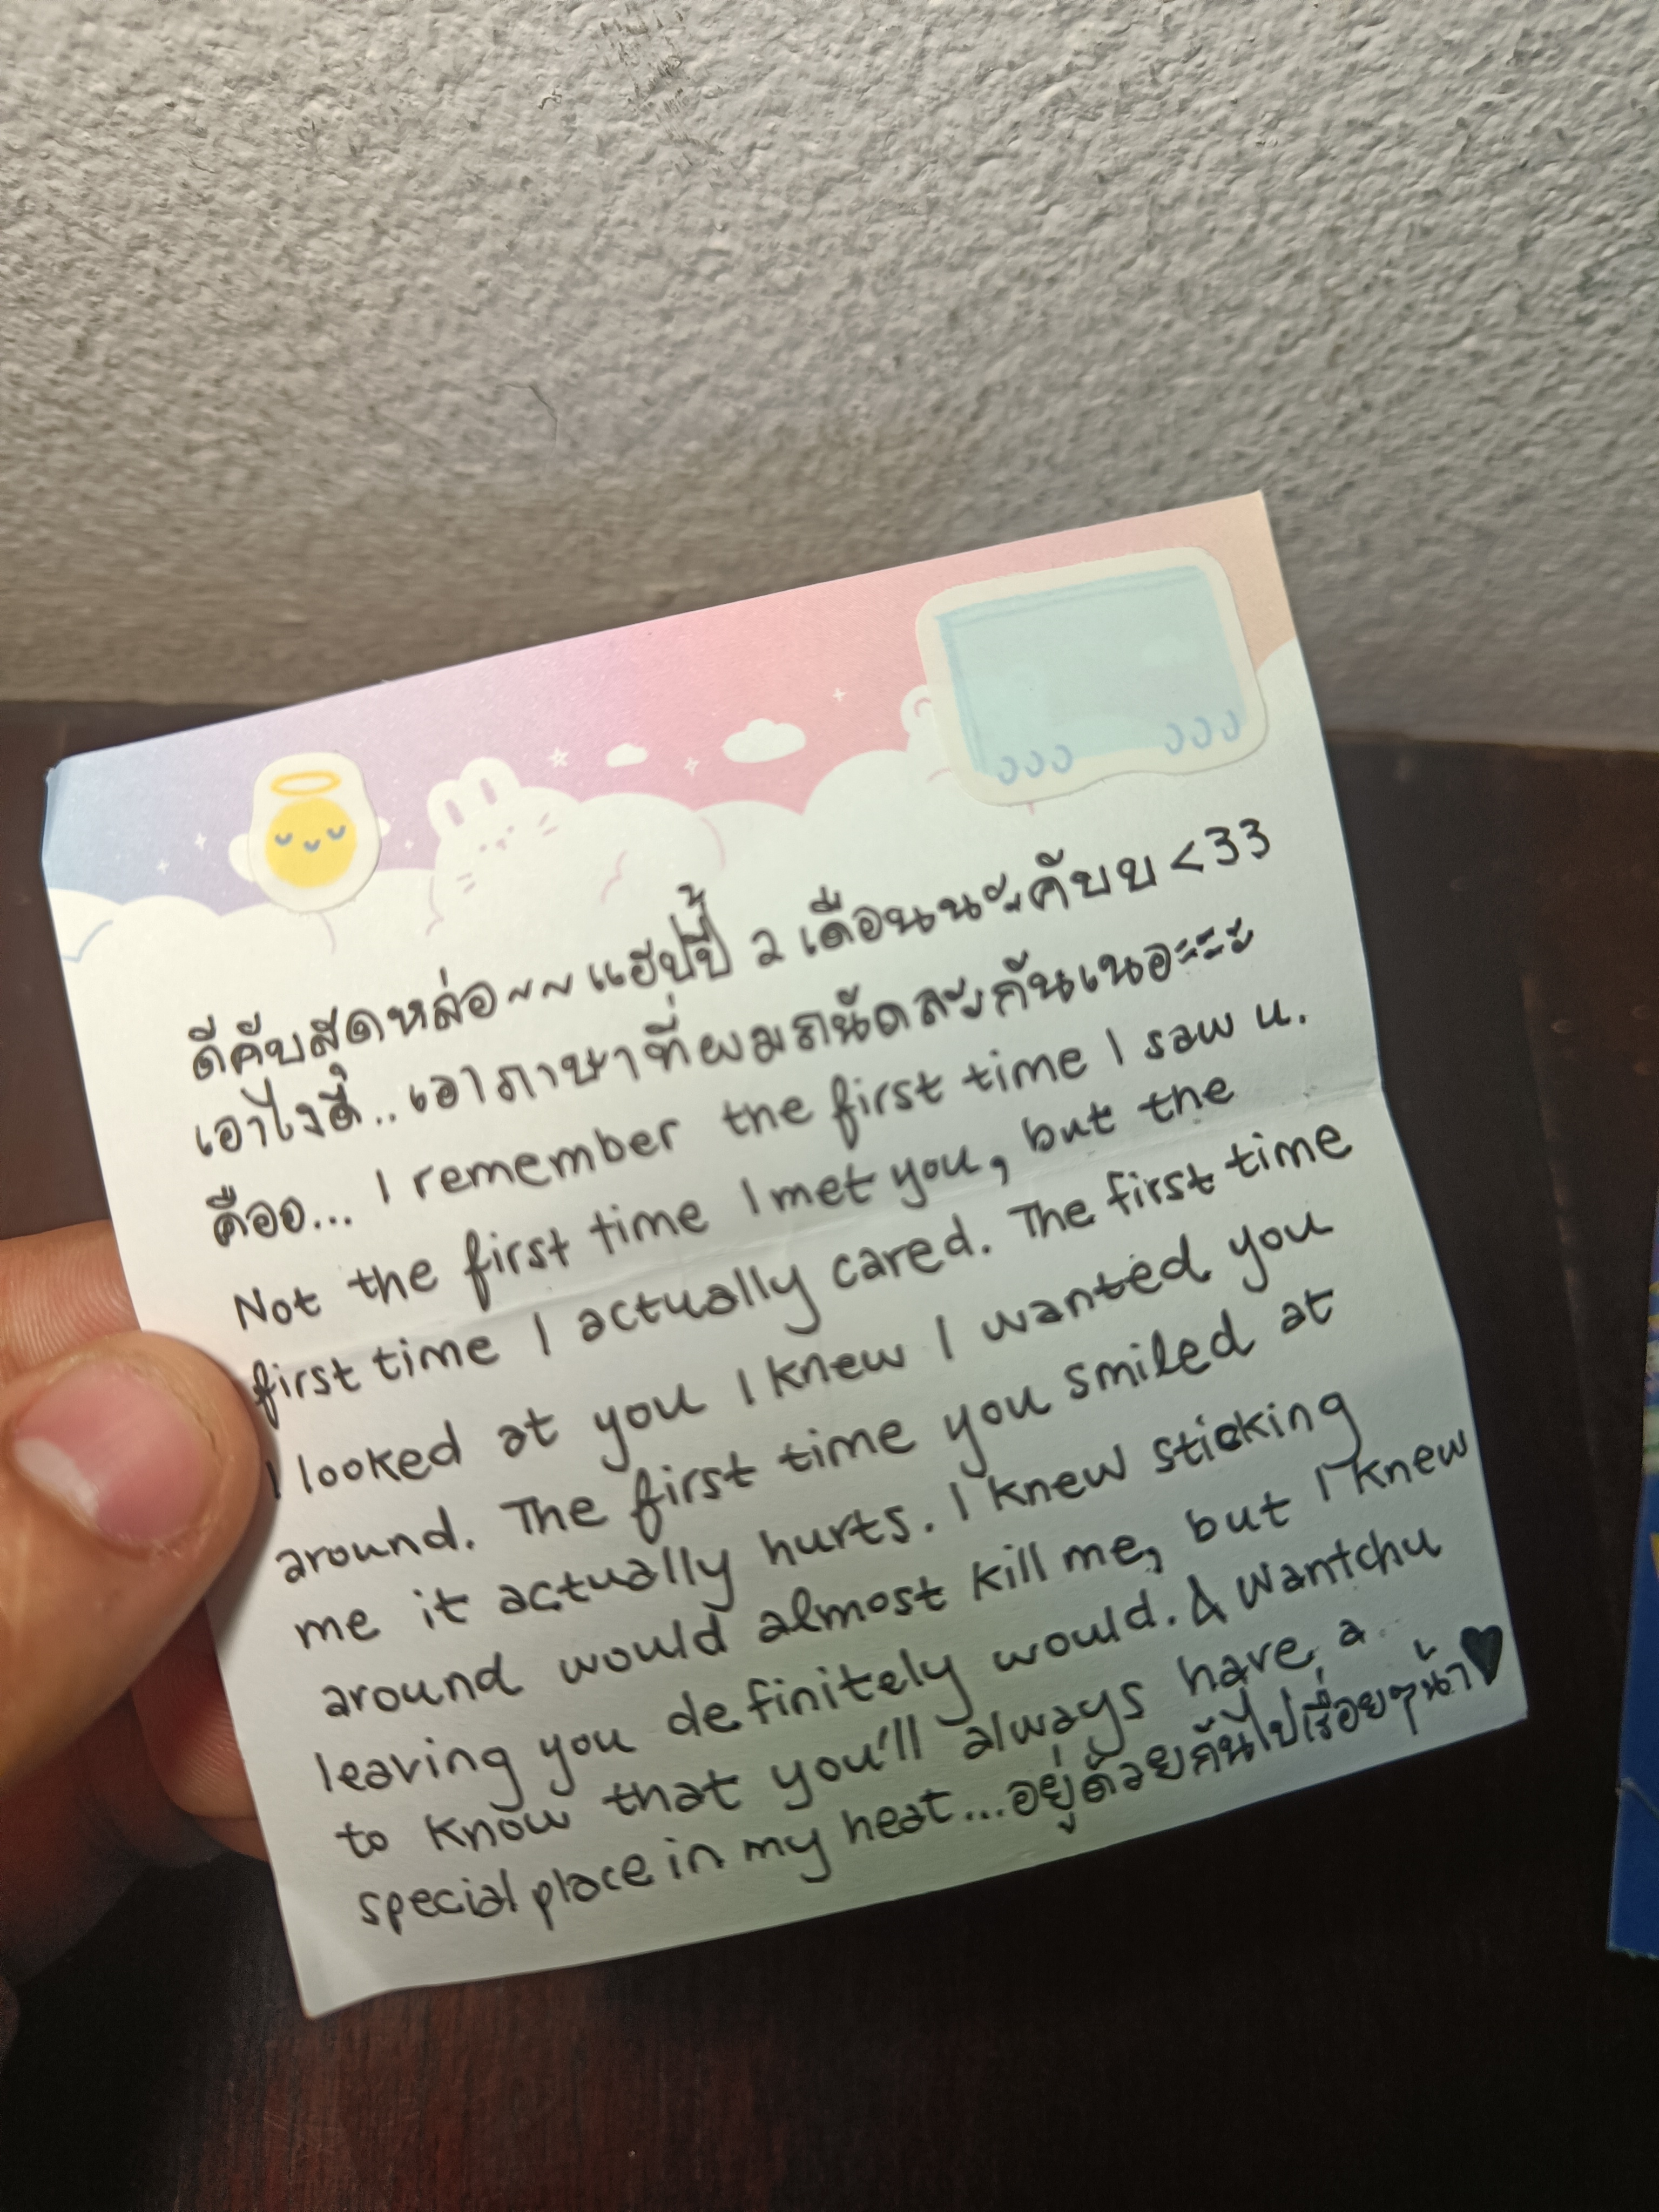 ดีคั๊บสุดหล่อ~~ แฮปปี้ 2 เดือนนะคับบ <33
เอาไงดี.. เอาภาษาที่ผมถนัดละกันเนอะะะ
คืออ... I remember the first time I saw u.
Not the first time I met you, but the
first time I actually cared. The first time
I looked at you I knew I wanted you
around. The first time you smiled at
me it actually hurts. I knew sticking
around would almost kill me, but I knew
leaving you definitely would. & Wantchu
to know that you'll always have a
special place in my heat... อยู่ด้วยกันไปเรื่อยๆน้า♥